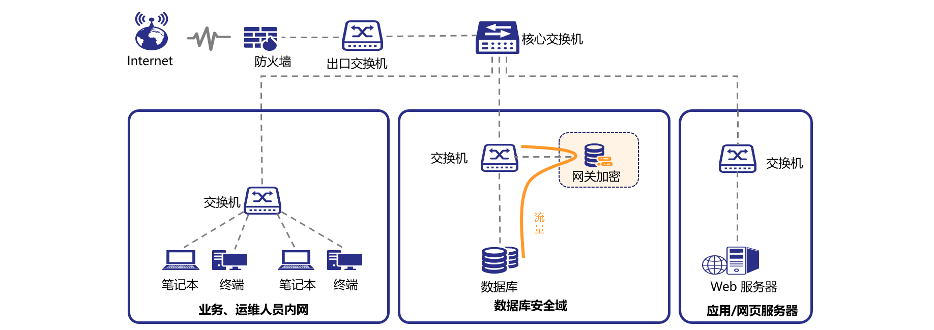 Internet
防火墙
出口交换机
核心交换机
交换机
笔记本
终端
笔记本
终端
业务、运维人员内网
交换机
网关加密
流
量
数据库
数据库安全域
交换机
Web 服务器
应用/网页服务器